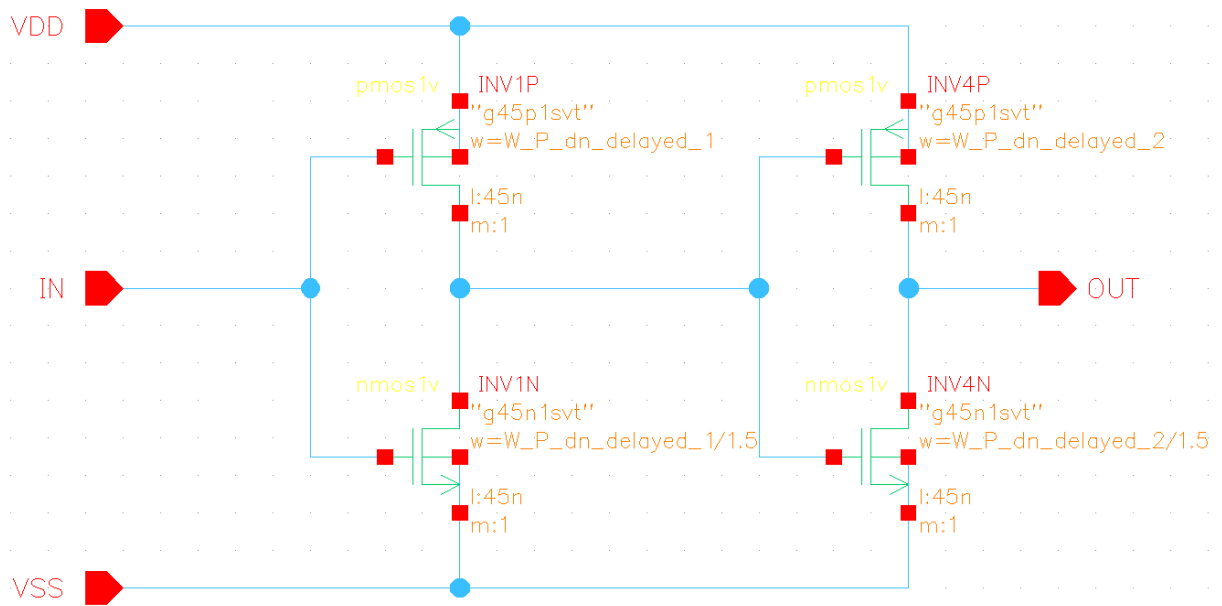 VDD
pmos1v INV1P
"g45p1svt"
w=W_P_dn_delayed_1
l:45n
m:1
pmos1v INV4P
"g45p1svt"
w=W_P_dn_delayed_2
l:45n
m:1
IN
OUT
nmos1v INV1N
"g45n1svt"
w=W_P_dn_delayed_1/1.5
l:45n
m:1
nmos1v INV4N
"g45n1svt"
w=W_P_dn_delayed_2/1.5
l:45n
m:1
VSS